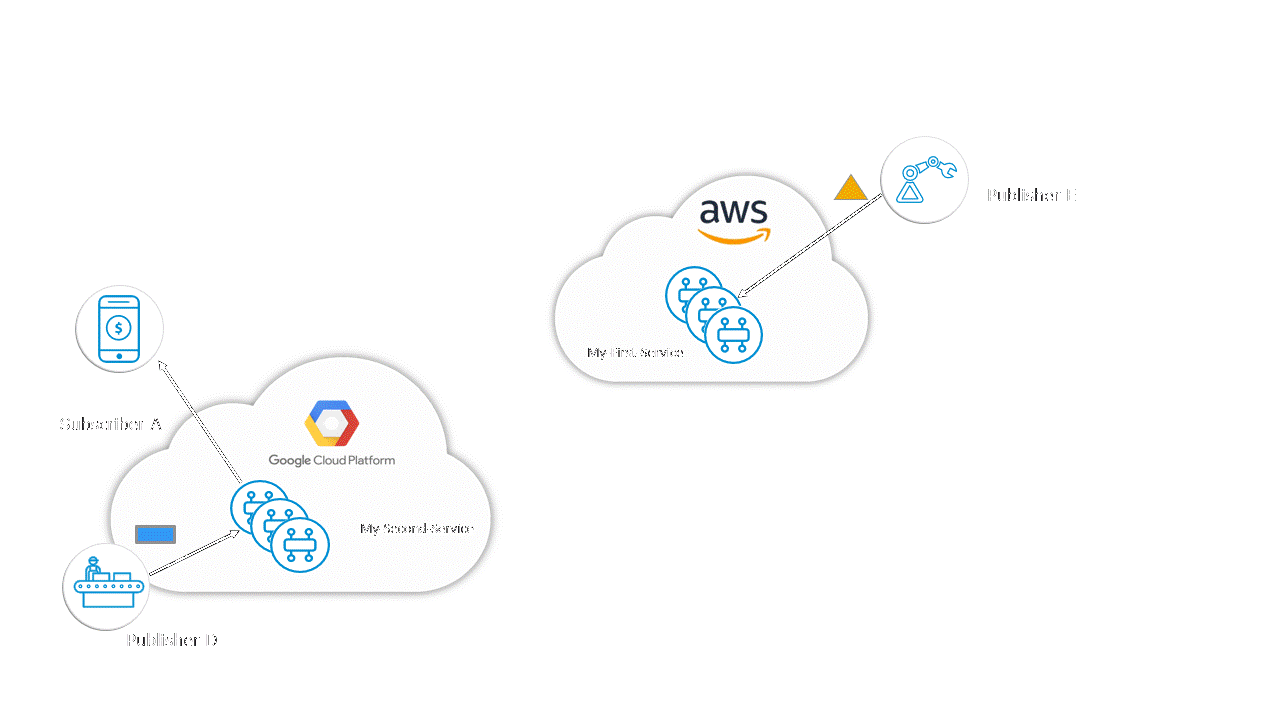 aws
Publisher E
My-First-Service
$
Subscriber A
Google Cloud Platform
My-Second-Service
Publisher D